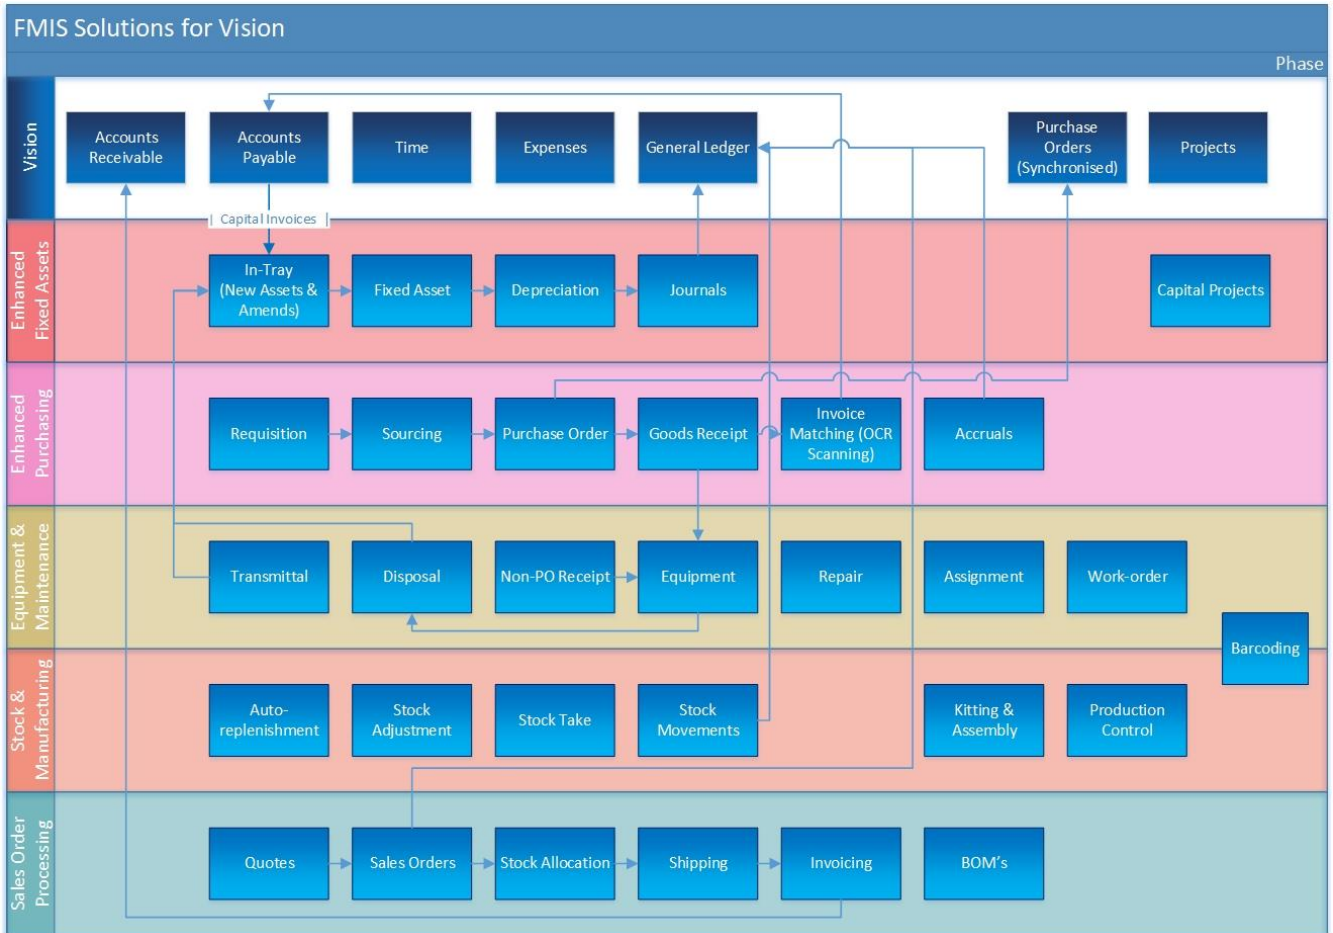 FMIS Solutions for Vision
Phase
Vision
Accounts
Receivable
Accounts
Payable
Time
Expenses
General Ledger
Purchase
Orders
(Synchronised)
Projects
| Capital Invoices |
Enhanced
Fixed Assets
In-Tray
(New Assets &
Amends)
Fixed Asset
Depreciation
Journals
Capital Projects
Enhanced
Purchasing
Requisition
Sourcing
Purchase Order
Goods Receipt
Invoice
Matching (OCR
Scanning)
Accruals
Equipment &
Maintenance
Transmittal
Disposal
Non-PO Receipt
Equipment
Repair
Assignment
Work-order
Barcoding
Stock &
Manufacturing
Auto-
replenishment
Stock
Adjustment
Stock Take
Stock
Movements
Kitting &
Assembly
Production
Control
Sales Order
Processing
Quotes
Sales Orders
Stock Allocation
Shipping
Invoicing
BOM's